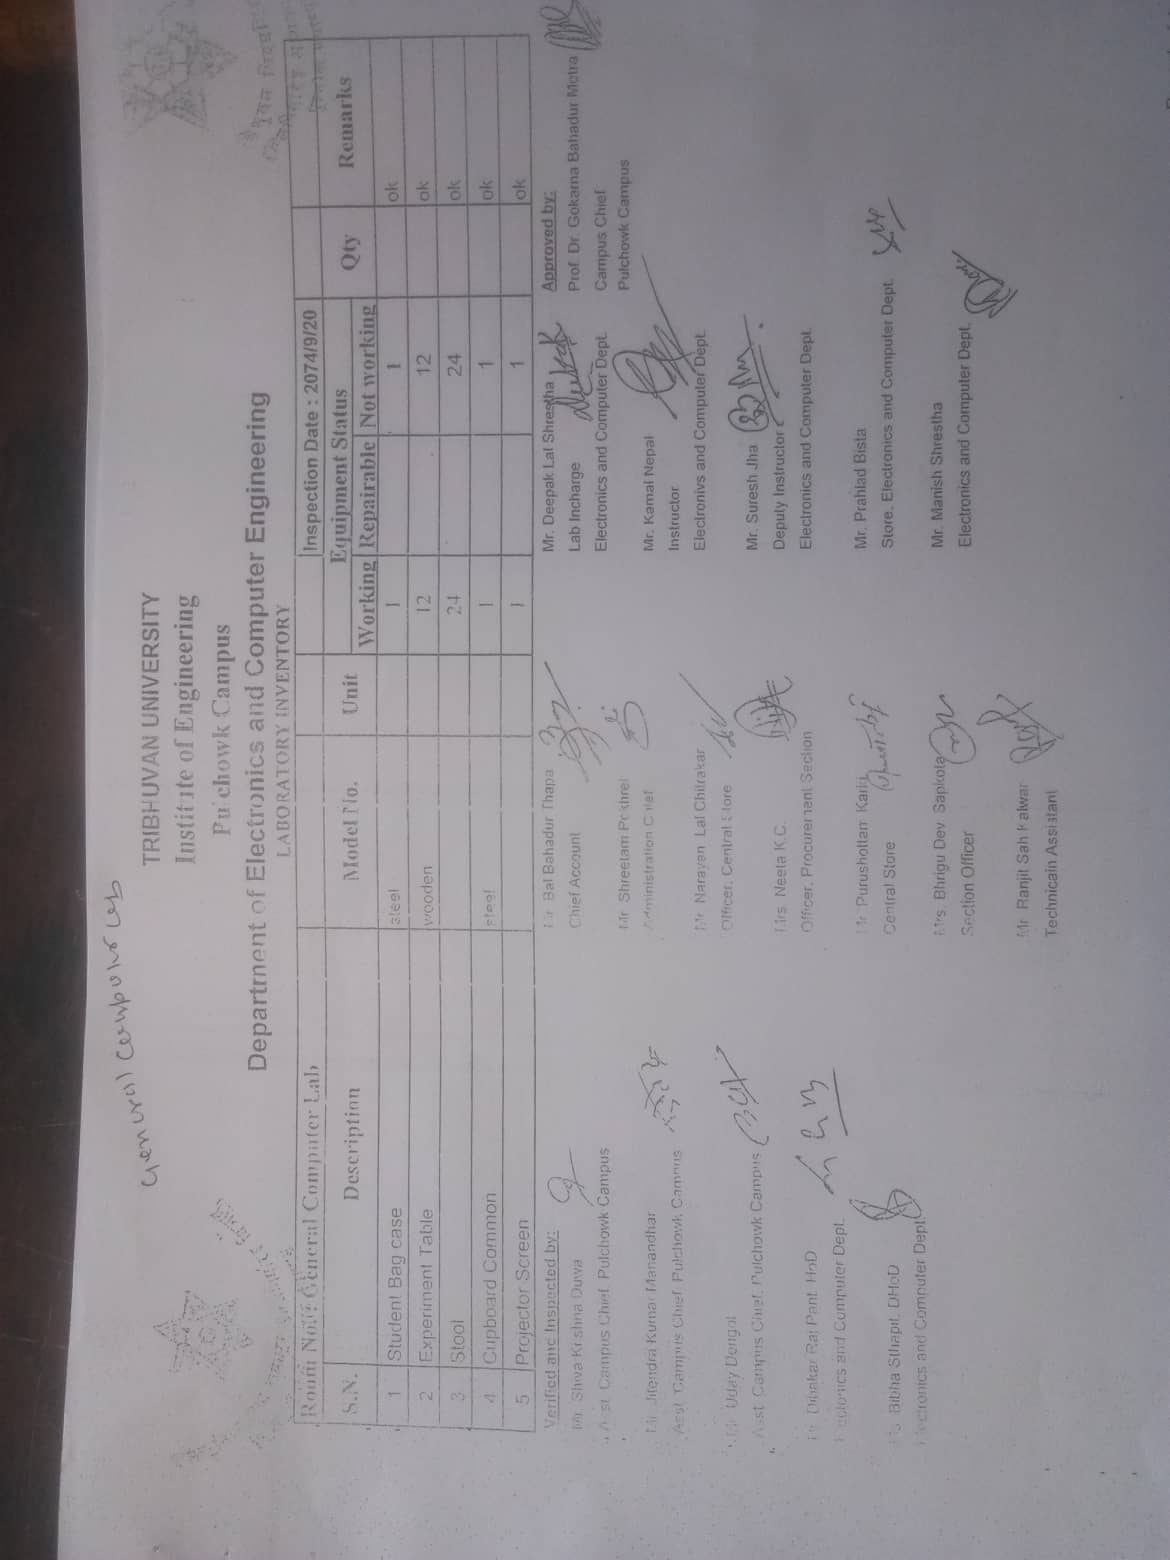 General Computer Lab
TRIBHUVAN UNIVERSITY
Institute of Engineering
Pulchowk Campus
Department of Electronics and Computer Engineering
LABORATORY INVENTORY
Room No: General Computer Lab Inspection Date : 2074/9/20
S.N. Description Model No. Unit Equipment Status Qty Remarks
Working Repairable Not working
1 Student Bag case steel 1 1 ok
2 Experiment Table wooden 12 12 ok
3 Stool 24 24 ok
4 Cupboard Common steel 1 1 ok
5 Projector Screen 1 1 ok
Verified and Inspected by:
Mr. Shiva Krishna Duwa
Asst. Campus Chief Pulchowk Campus
Mr. Jitendra Kumar Manandhar
Asst. Campus Chief Pulchowk Campus
Mr. Uday Dongol
Asst. Campus Chief, Pulchowk Campus
Dr. Dibakar Raj Pant HoD
Electronics and Computer Dept.
Ms. Bibha Sthapit, DHoD
Electronics and Computer Dept.
Mr. Bal Bahadur Thapa
Chief Account
Mr. Shreeram Pokhrel
Administration Chief
Mr. Narayan Lal Chitrakar
Officer, Central Store
Mrs. Neeta K.C.
Officer, Procurement Section
Mr. Purushottam Karki
Central Store
Mrs. Bhrigu Dev Sapkota
Section Officer
Mr. Ranjit Sah Kalwar
Technicain Assistant
Mr. Deepak Lal Shrestha
Lab Incharge
Electronics and Computer Dept.
Mr. Kamal Nepal
Instructor
Electronivs and Computer Dept.
Mr. Suresh Jha
Deputy Instructor
Electronics and Computer Dept.
Mr. Prahlad Bista
Store, Electronics and Computer Dept.
Mr. Manish Shrestha
Electronics and Computer Dept.
Approved by:
Prof. Dr. Gokarna Bahadur Motra
Campus Chief
Pulchowk Campus